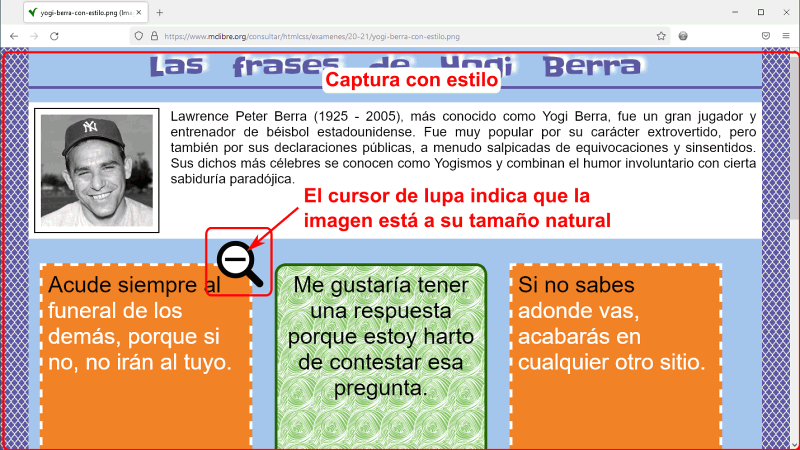 yogi-berra-con-estilo.png (Ima
https://www.mclibre.org/consultar/htmlcss/examenes/20-21/yogi-berra-con-estilo.png
Las frases de Yogi Berra
Captura con estilo
Lawrence Peter Berra (1925 - 2005), más conocido como Yogi Berra, fue un gran jugador y
entrenador de béisbol estadounidense. Fue muy popular por su carácter extrovertido, pero
también por sus declaraciones públicas, a menudo salpicadas de equivocaciones y sinsentidos.
Sus dichos más célebres se conocen como Yogismos y combinan el humor involuntario con cierta
sabiduría paradójica.
El cursor de lupa indica que la
imagen está a su tamaño natural
Acude siempre al
funeral de los
demás, porque si
no, no irán al tuyo.
Me gustaría tener
una respuesta
porque estoy harto
de contestar esa
pregunta.
Si no sabes
adonde vas,
acabarás en
cualquier otro sitio.